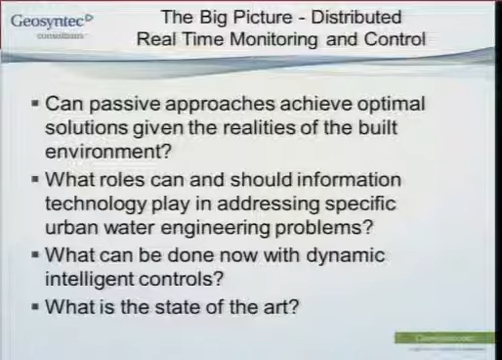 Geosyntec
consultants
The Big Picture - Distributed
Real Time Monitoring and Control
▪ Can passive approaches achieve optimal
solutions given the realities of the built
environment?
▪ What roles can and should information
technology play in addressing specific
urban water engineering problems?
▪ What can be done now with dynamic
intelligent controls?
▪ What is the state of the art?